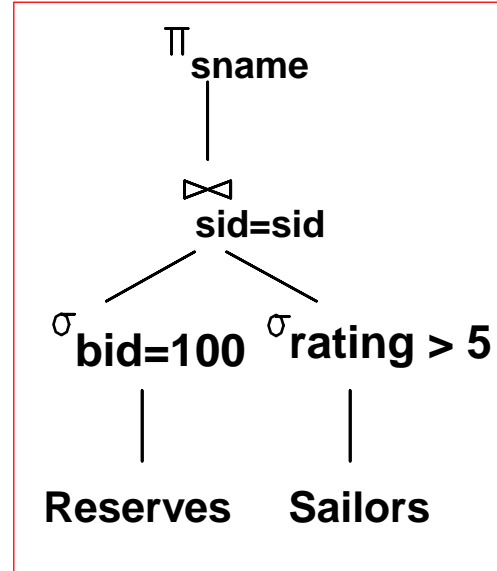 π sname
⋈
sid=sid
σ bid=100 σ rating > 5
Reserves Sailors